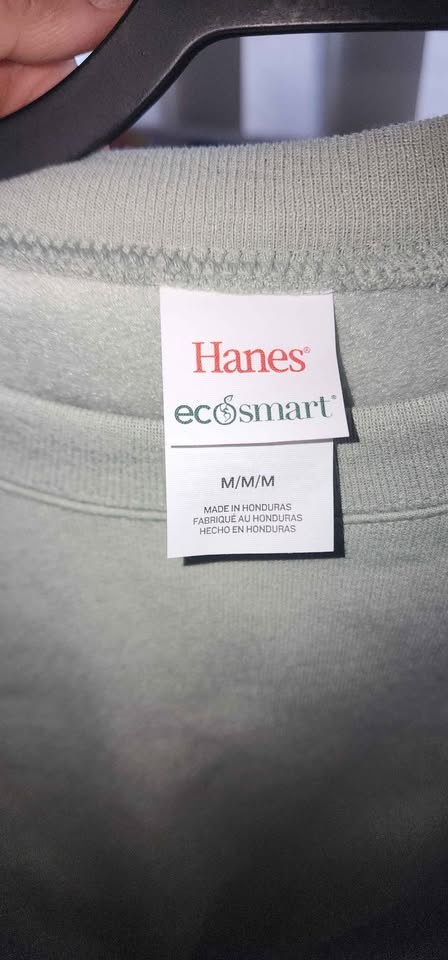 Hanes®
ecosmart®
M/M/M
MADE IN HONDURAS
FABRIQUÉ AU HONDURAS
HECHO EN HONDURAS